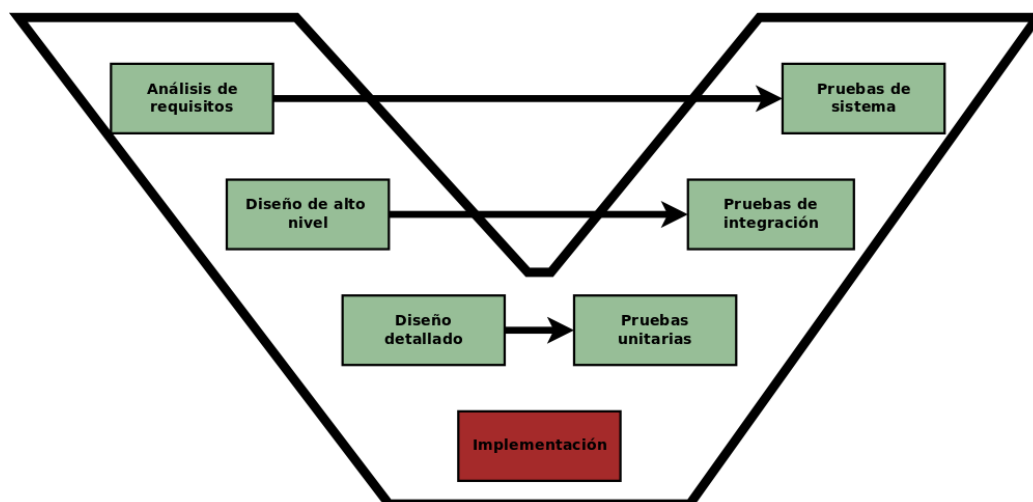 Análisis de
requisitos
Pruebas de
sistema
Diseño de alto
nivel
Pruebas de
integración
Diseño
detallado
Pruebas
unitarias
Implementación